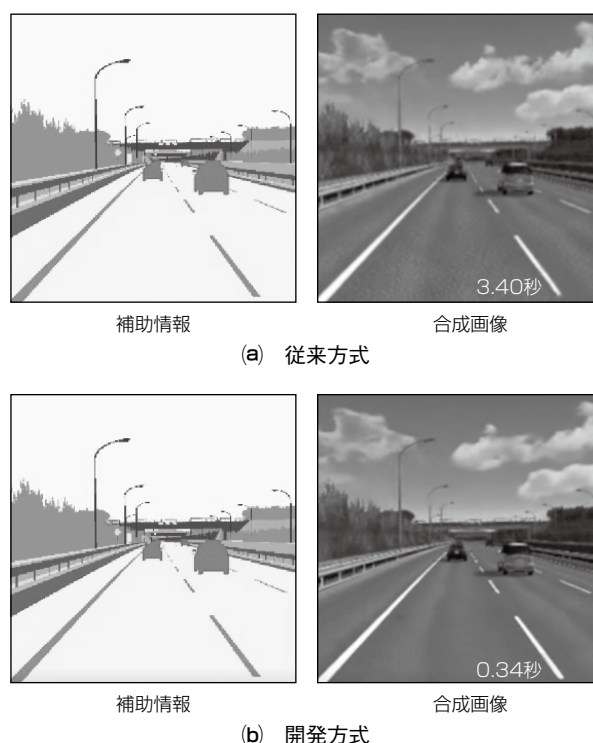 3.40秒
補助情報 合成画像
(a) 従来方式
0.34秒
補助情報 合成画像
(b) 開発方式